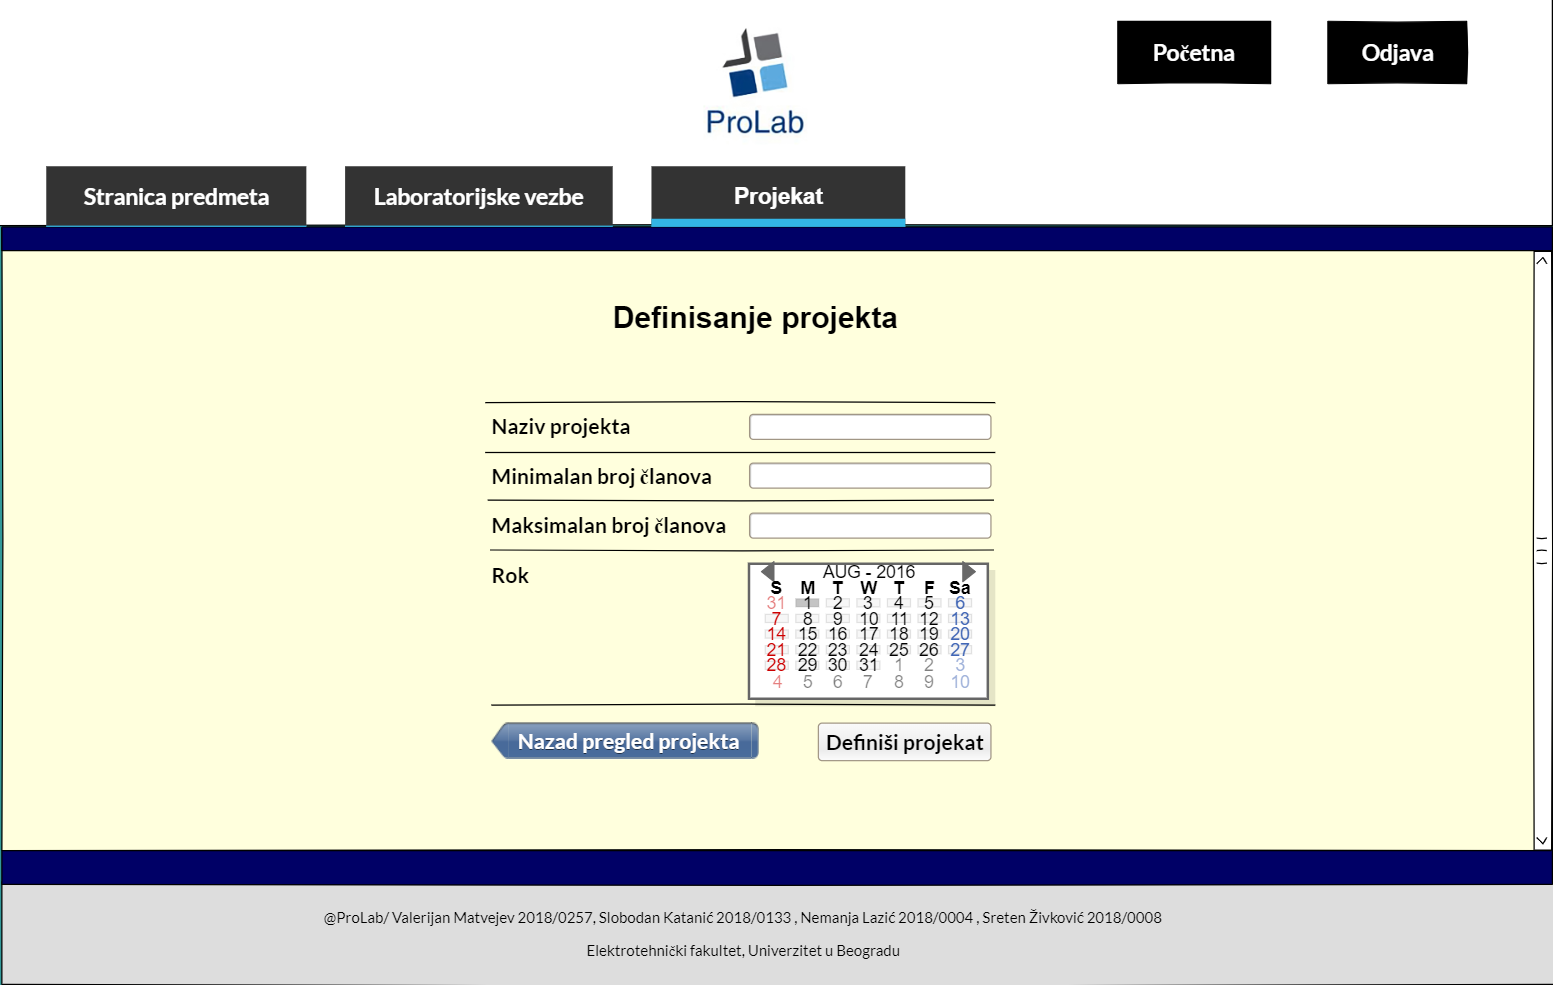 Početna Odjava
ProLab
Stranica predmeta Laboratorijske vezbe Projekat
Definisanje projekta
Naziv projekta
Minimalan broj članova
Maksimalan broj članova
Rok
AUG - 2016
S M T W T F Sa
31 1 2 3 4 5 6
7 8 9 10 11 12 13
14 15 16 17 18 19 20
21 22 23 24 25 26 27
28 29 30 31 1 2 3
4 5 6 7 8 9 10
Nazad pregled projekta Definiši projekat
@ProLab/ Valerijan Matvejev 2018/0257, Slobodan Katanić 2018/0133 , Nemanja Lazić 2018/0004 , Sreten Živković 2018/0008
Elektrotehnički fakultet, Univerzitet u Beogradu